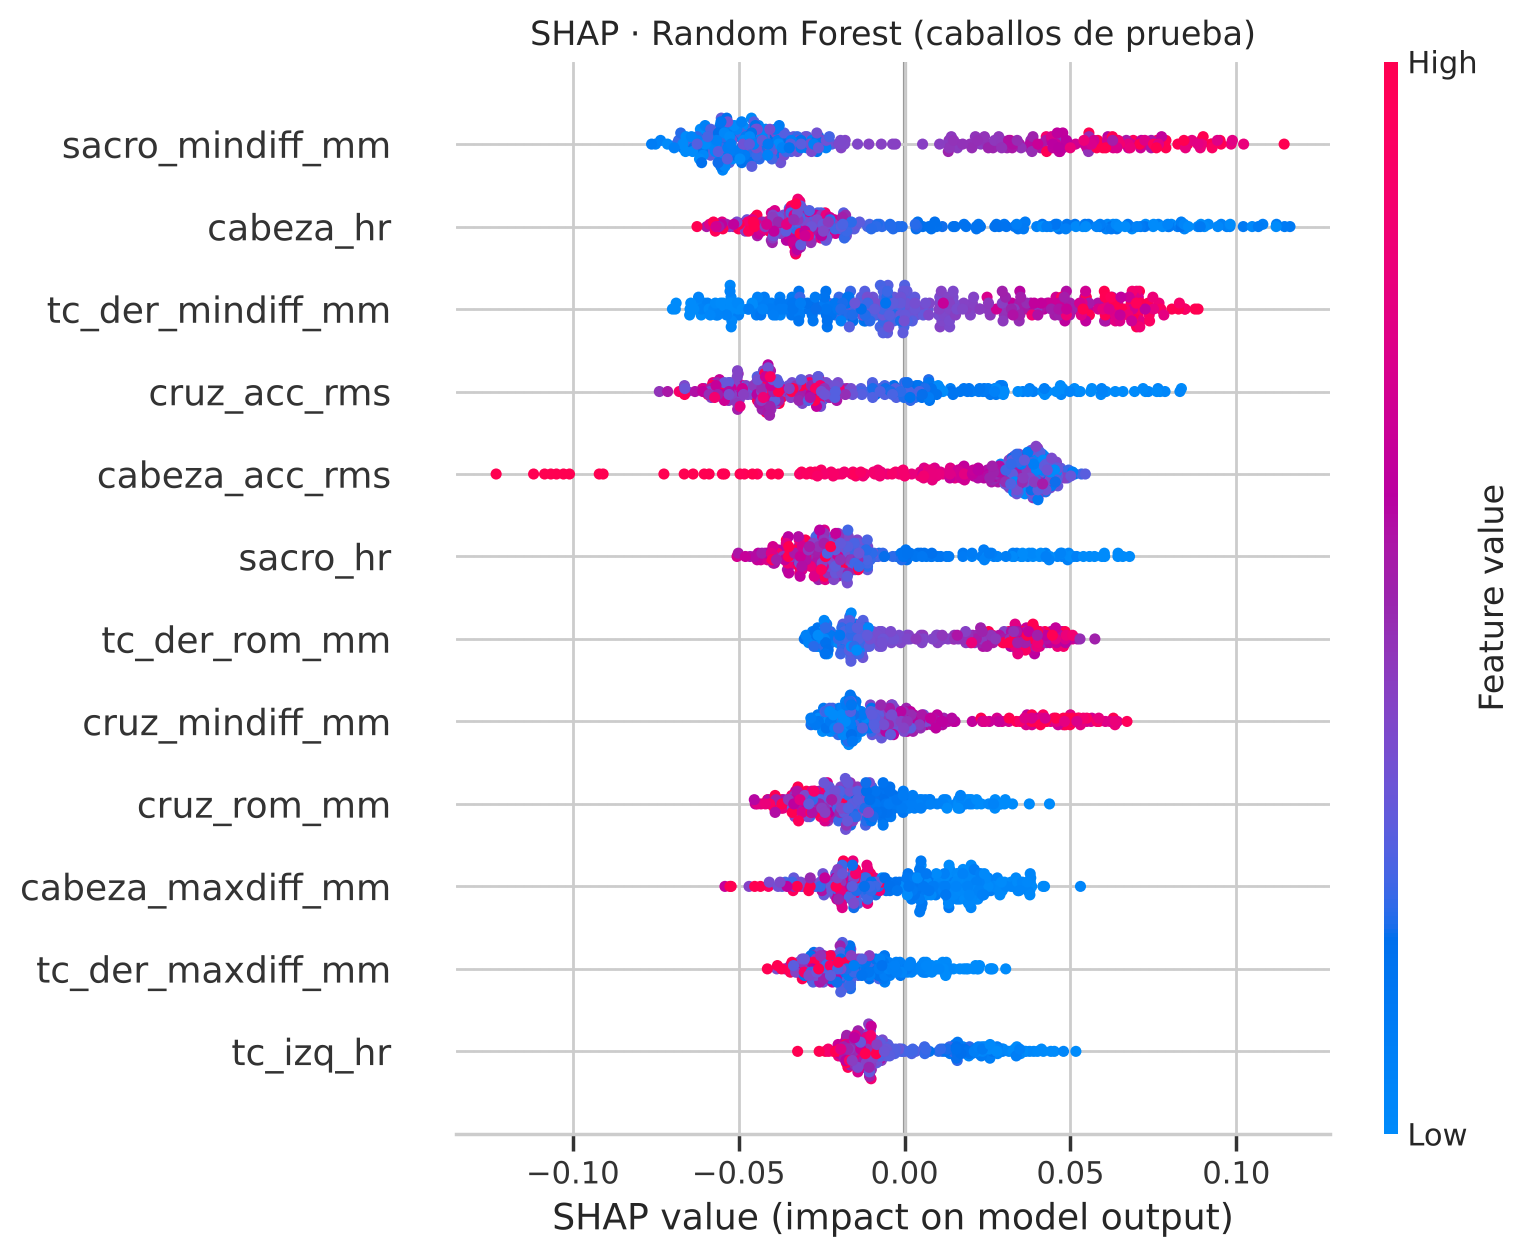 SHAP · Random Forest (caballos de prueba)
High
sacro_mindiff_mm
cabeza_hr
tc_der_mindiff_mm
cruz_acc_rms
cabeza_acc_rms
sacro_hr
tc_der_rom_mm
cruz_mindiff_mm
cruz_rom_mm
cabeza_maxdiff_mm
tc_der_maxdiff_mm
tc_izq_hr
Feature value
Low
−0.10
−0.05
0.00
0.05
0.10
SHAP value (impact on model output)